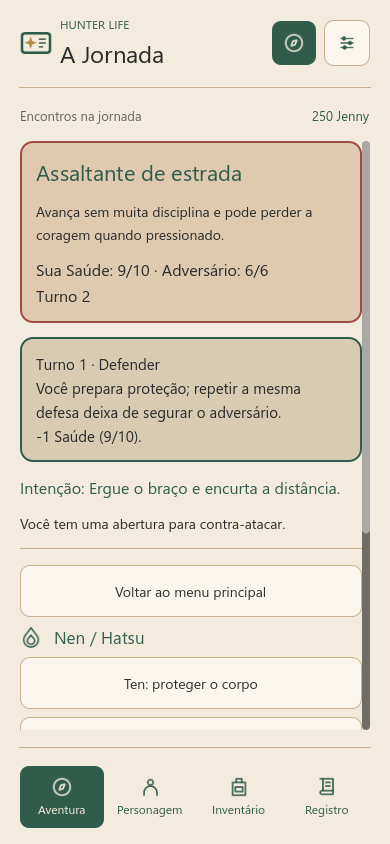 HUNTER LIFE
A Jornada
Encontros na jornada
250 Jenny
Assaltante de estrada
Avança sem muita disciplina e pode perder a
coragem quando pressionado.
Sua Saúde: 9/10 · Adversário: 6/6
Turno 2
Turno 1 · Defender
Você prepara proteção; repetir a mesma
defesa deixa de segurar o adversário.
-1 Saúde (9/10).
Intenção: Ergue o braço e encurta a distância.
Você tem uma abertura para contra-atacar.
Voltar ao menu principal
Nen / Hatsu
Ten: proteger o corpo
Aventura
Personagem
Inventário
Registro